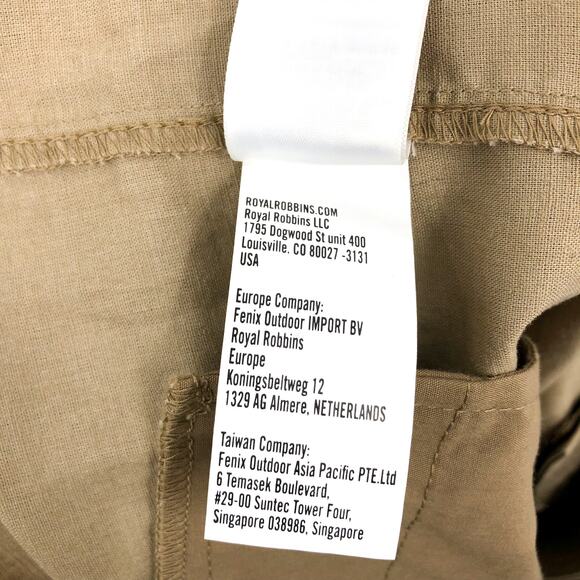 ROYALROBBINS.COM
Royal Robbins LLC
1795 Dogwood St unit 400
Louisville, CO 80027 -3131
USA
Europe Company:
Fenix Outdoor IMPORT BV
Royal Robbins
Europe
Koningsbeltweg 12
1329 AG Almere, NETHERLANDS
Taiwan Company:
Fenix Outdoor Asia Pacific PTE.Ltd
6 Temasek Boulevard,
#29-00 Suntec Tower Four,
Singapore 038986, Singapore